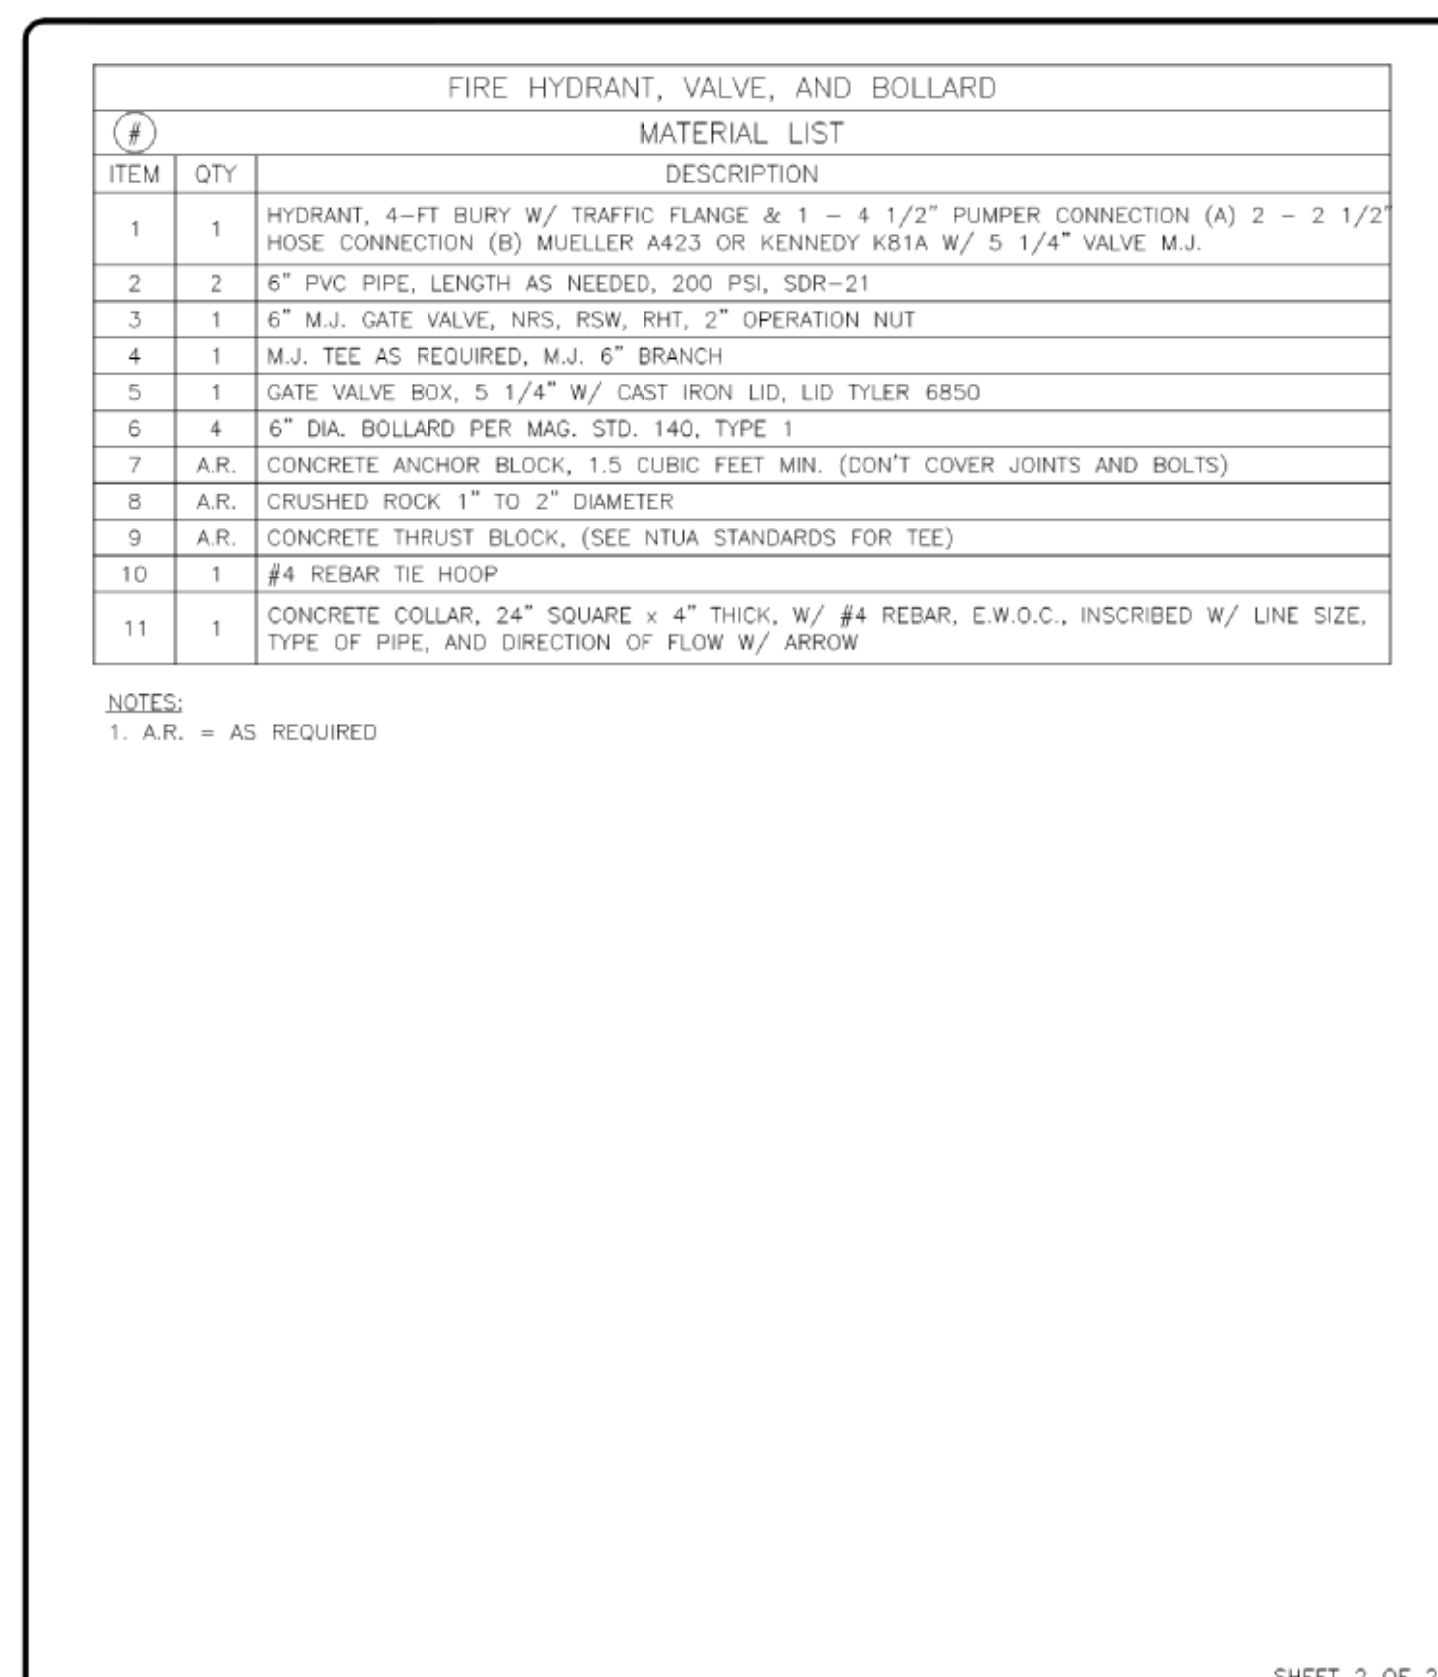 FIRE HYDRANT, VALVE, AND BOLLARD
# MATERIAL LIST
ITEM QTY DESCRIPTION
1 1 HYDRANT, 4-FT BURY W/ TRAFFIC FLANGE & 1 - 4 1/2" PUMPER CONNECTION (A) 2 - 2 1/2"
HOSE CONNECTION (B) MUELLER A423 OR KENNEDY K81A W/ 5 1/4" VALVE M.J.
2 2 6" PVC PIPE, LENGTH AS NEEDED, 200 PSI, SDR-21
3 1 6" M.J. GATE VALVE, NRS, RSW, RHT, 2" OPERATION NUT
4 1 M.J. TEE AS REQUIRED, M.J. 6" BRANCH
5 1 GATE VALVE BOX, 5 1/4" W/ CAST IRON LID, LID TYLER 6850
6 4 6" DIA. BOLLARD PER MAG. STD. 140, TYPE 1
7 A.R. CONCRETE ANCHOR BLOCK, 1.5 CUBIC FEET MIN. (DON'T COVER JOINTS AND BOLTS)
8 A.R. CRUSHED ROCK 1" TO 2" DIAMETER
9 A.R. CONCRETE THRUST BLOCK, (SEE NTUA STANDARDS FOR TEE)
10 1 #4 REBAR TIE HOOP
11 1 CONCRETE COLLAR, 24" SQUARE x 4" THICK, W/ #4 REBAR, E.W.O.C., INSCRIBED W/ LINE SIZE,
TYPE OF PIPE, AND DIRECTION OF FLOW W/ ARROW
NOTES:
1. A.R. = AS REQUIRED
SHEET 2 OF